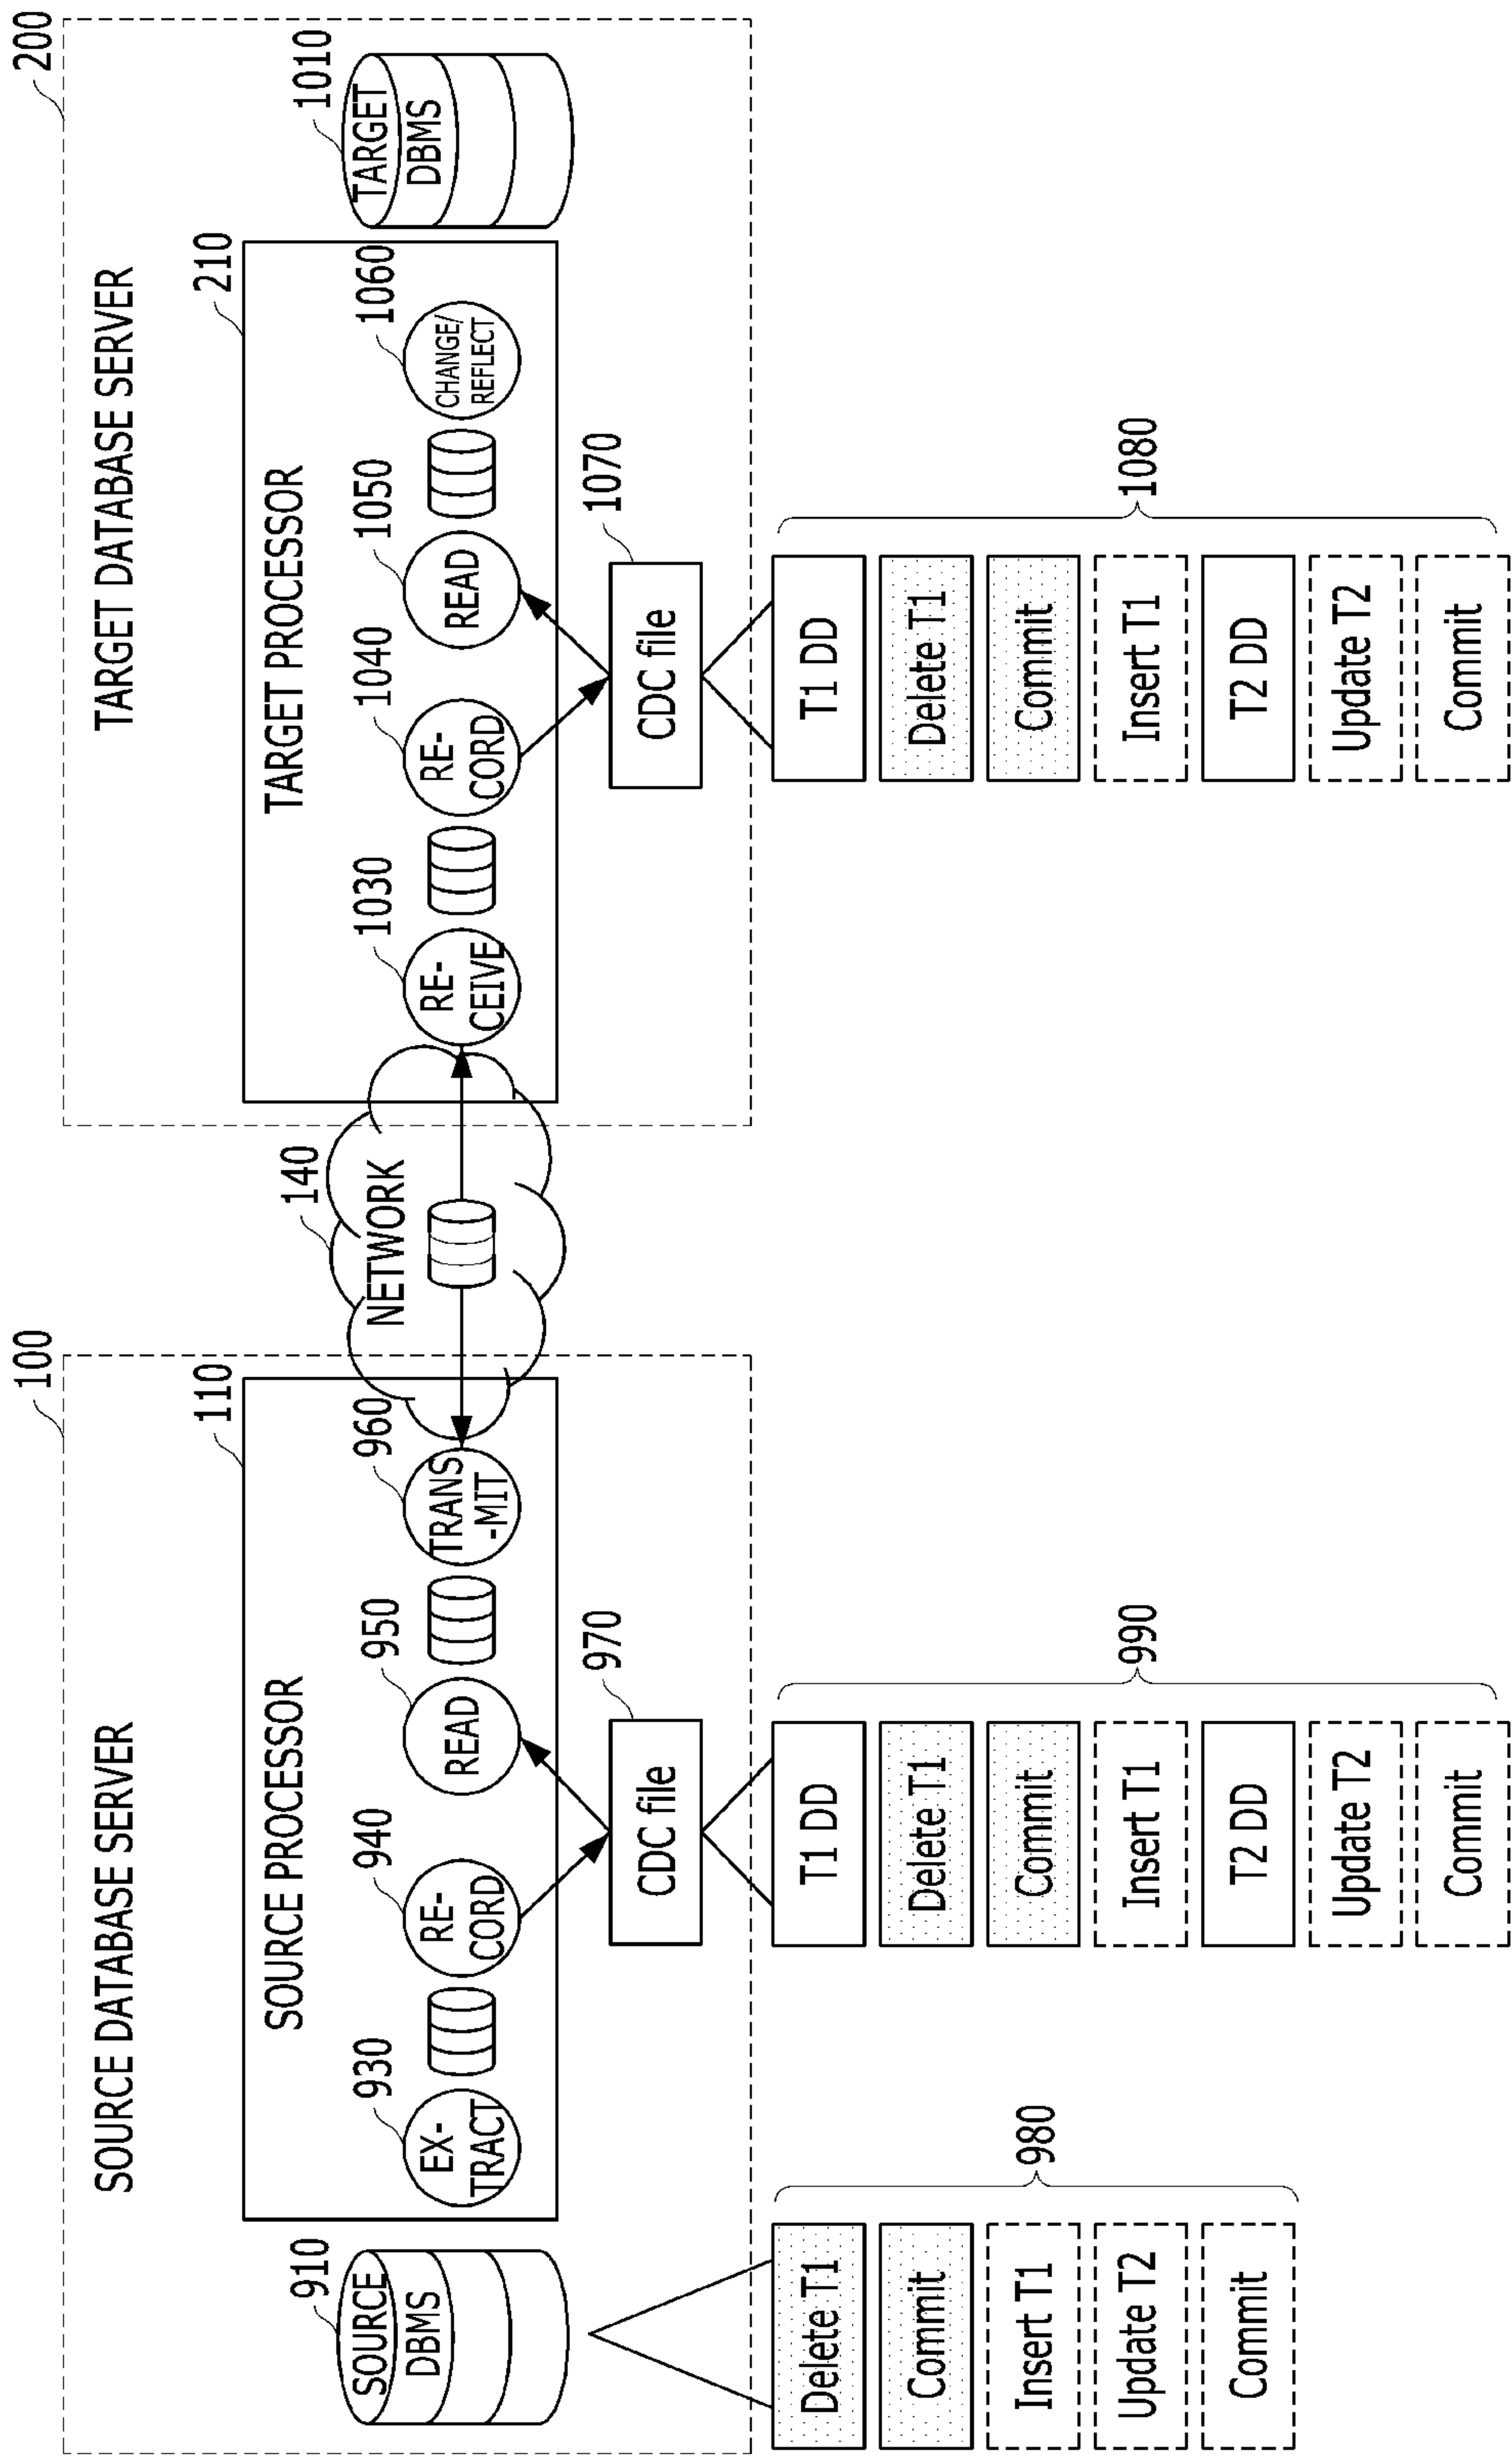 100
SOURCE DATABASE SERVER
110
SOURCE PROCESSOR
910
SOURCE
DBMS
930
EX-
TRACT
940
RE-
CORD
950
READ
960
TRANS
-MIT
970
CDC file
980
Delete T1
Commit
Insert T1
Update T2
Commit
990
T1 DD
Delete T1
Commit
Insert T1
T2 DD
Update T2
Commit
140
NETWORK
200
TARGET DATABASE SERVER
210
TARGET PROCESSOR
1030
RE-
CEIVE
1040
RE-
CORD
1050
READ
1060
CHANGE/
REFLECT
1010
TARGET
DBMS
1070
CDC file
1080
T1 DD
Delete T1
Commit
Insert T1
T2 DD
Update T2
Commit